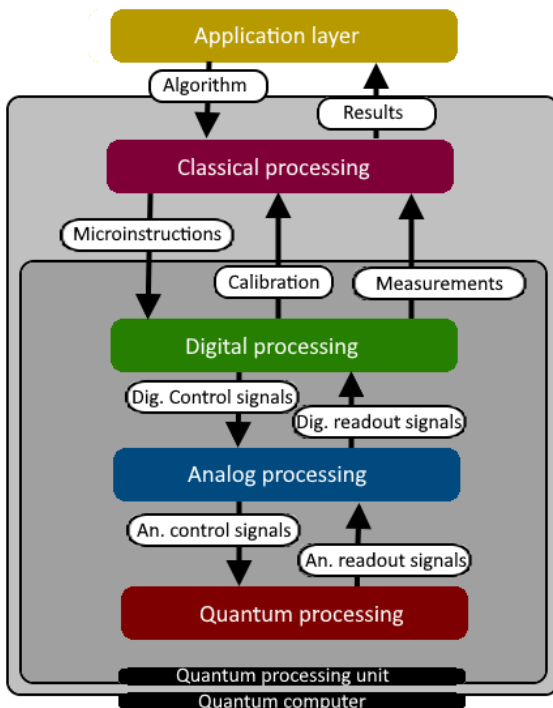 Application layer
Algorithm
Results
Classical processing
Microinstructions
Calibration
Measurements
Digital processing
Dig. Control signals
Dig. readout signals
Analog processing
An. control signals
An. readout signals
Quantum processing
Quantum processing unit
Quantum computer